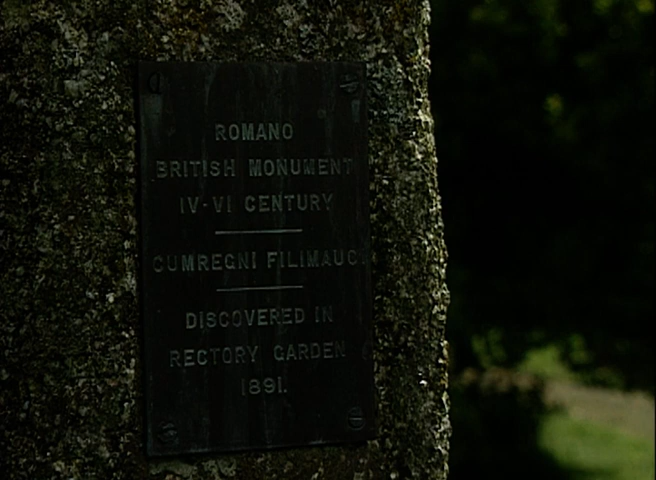 ROMANO
BRITISH MONUMENT
IV-VI CENTURY
CUMREGNI FILIMAUC
DISCOVERED IN
RECTORY GARDEN
1891.